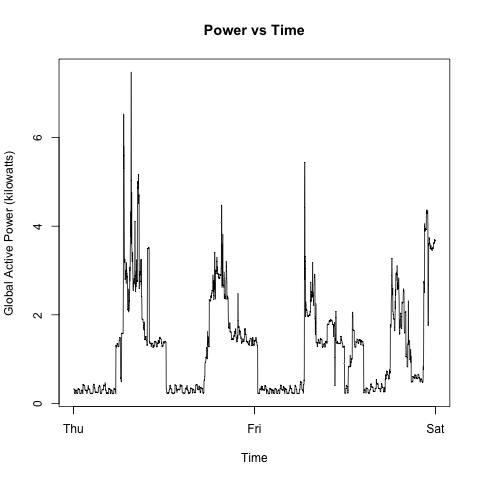 Power vs Time
Global Active Power (kilowatts)
6
4
2
0
Thu Fri Sat
Time